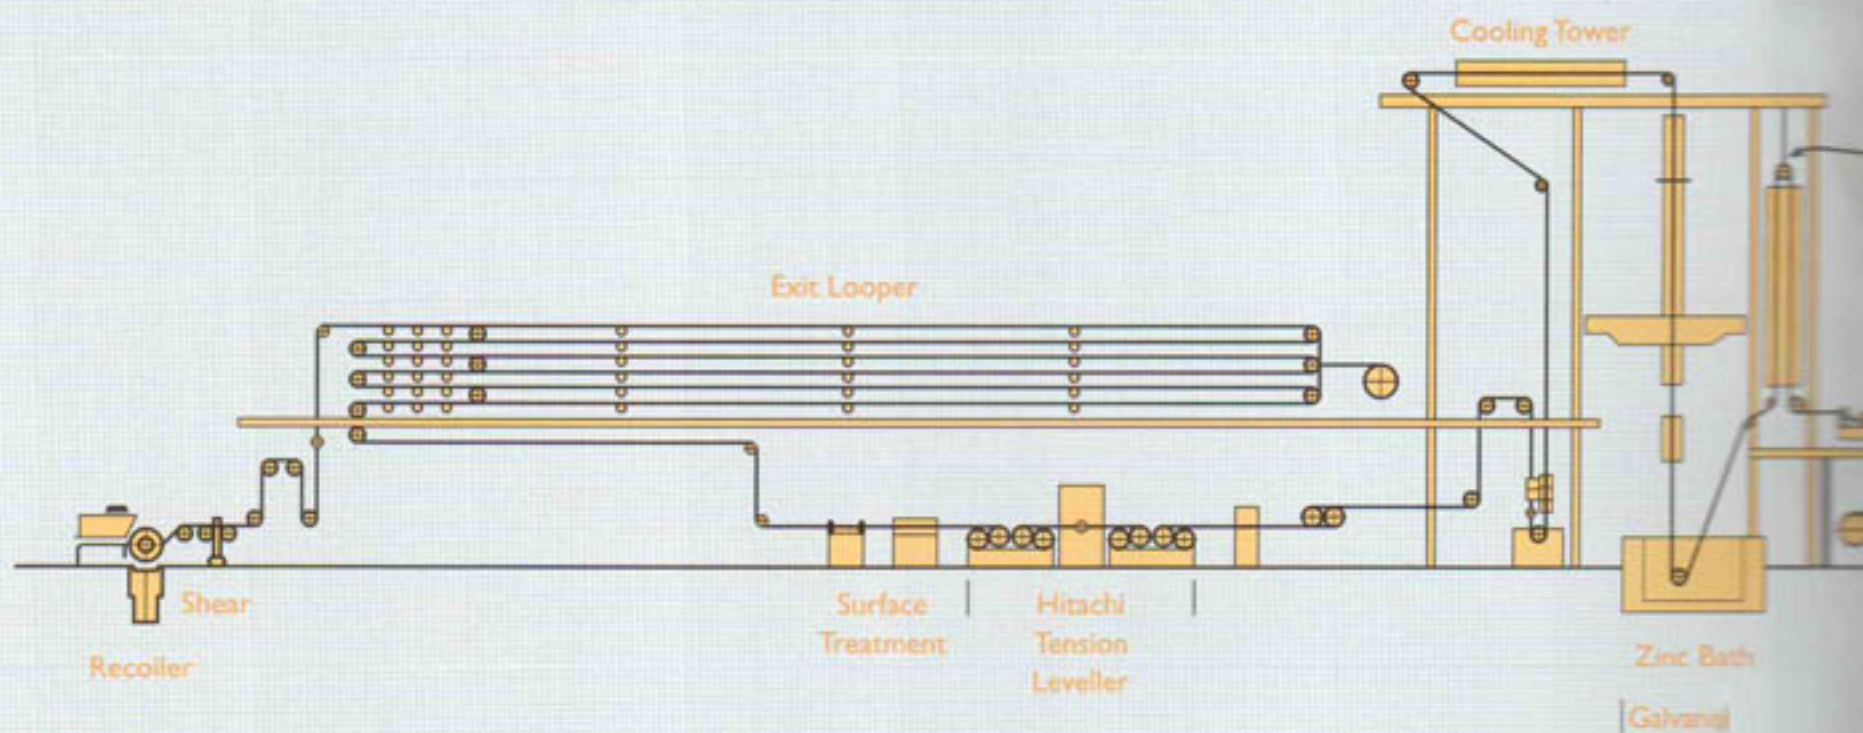 Cooling Tower
Exit Looper
Shear
Recoiler
Surface
Treatment
Hitachi
Tension
Leveller
Zinc Bath